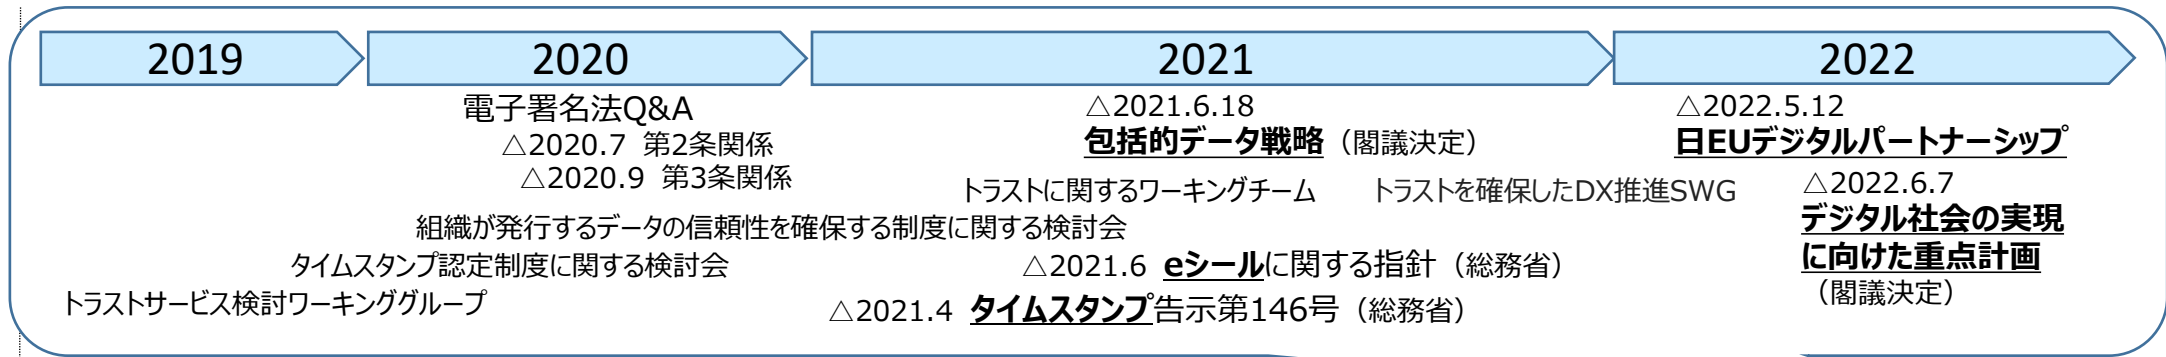 2019
2020
2021
2022
電子署名法Q&A
△2020.7 第2条関係
△2020.9 第3条関係
△2021.6.18
包括的データ戦略（閣議決定）
△2022.5.12
日EUデジタルパートナーシップ
トラストに関するワーキングチーム
トラストを確保したDX推進SWG
△2022.6.7
デジタル社会の実現
に向けた重点計画
（閣議決定）
組織が発行するデータの信頼性を確保する制度に関する検討会
タイムスタンプ認定制度に関する検討会
△2021.6 eシールに関する指針（総務省）
トラストサービス検討ワーキンググループ
△2021.4 タイムスタンプ告示第146号（総務省）